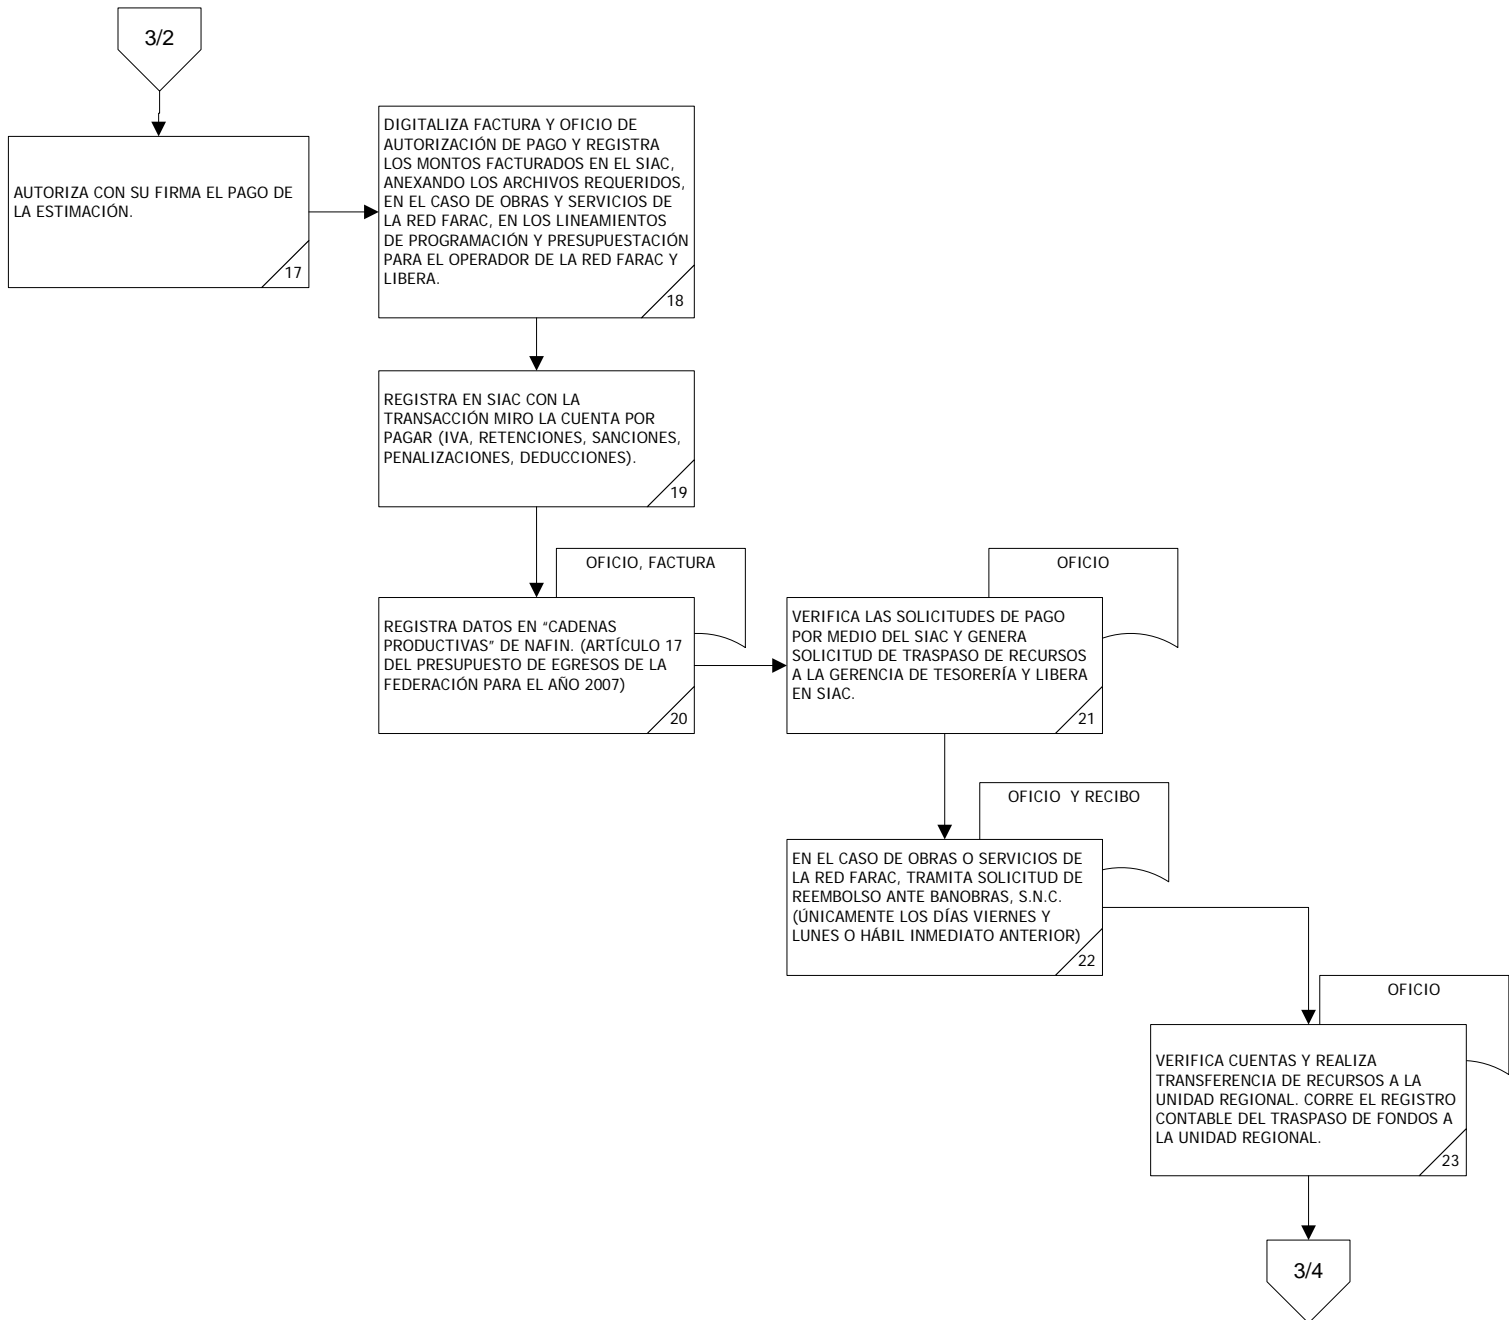 3/2
AUTORIZA CON SU FIRMA EL PAGO DE
LA ESTIMACIÓN.
17
DIGITALIZA FACTURA Y OFICIO DE
AUTORIZACIÓN DE PAGO Y REGISTRA
LOS MONTOS FACTURADOS EN EL SIAC,
ANEXANDO LOS ARCHIVOS REQUERIDOS,
EN EL CASO DE OBRAS Y SERVICIOS DE
LA RED FARAC, EN LOS LINEAMIENTOS
DE PROGRAMACIÓN Y PRESUPUESTACIÓN
PARA EL OPERADOR DE LA RED FARAC Y
LIBERA.
18
REGISTRA EN SIAC CON LA
TRANSACCIÓN MIRO LA CUENTA POR
PAGAR (IVA, RETENCIONES, SANCIONES,
PENALIZACIONES, DEDUCCIONES).
19
OFICIO, FACTURA
REGISTRA DATOS EN “CADENAS
PRODUCTIVAS” DE NAFIN. (ARTÍCULO 17
DEL PRESUPUESTO DE EGRESOS DE LA
FEDERACIÓN PARA EL AÑO 2007)
20
OFICIO
VERIFICA LAS SOLICITUDES DE PAGO
POR MEDIO DEL SIAC Y GENERA
SOLICITUD DE TRASPASO DE RECURSOS
A LA GERENCIA DE TESORERÍA Y LIBERA
EN SIAC.
21
OFICIO Y RECIBO
EN EL CASO DE OBRAS O SERVICIOS DE
LA RED FARAC, TRAMITA SOLICITUD DE
REEMBOLSO ANTE BANOBRAS, S.N.C.
(ÚNICAMENTE LOS DÍAS VIERNES Y
LUNES O HÁBIL INMEDIATO ANTERIOR)
22
OFICIO
VERIFICA CUENTAS Y REALIZA
TRANSFERENCIA DE RECURSOS A LA
UNIDAD REGIONAL. CORRE EL REGISTRO
CONTABLE DEL TRASPASO DE FONDOS A
LA UNIDAD REGIONAL.
23
3/4